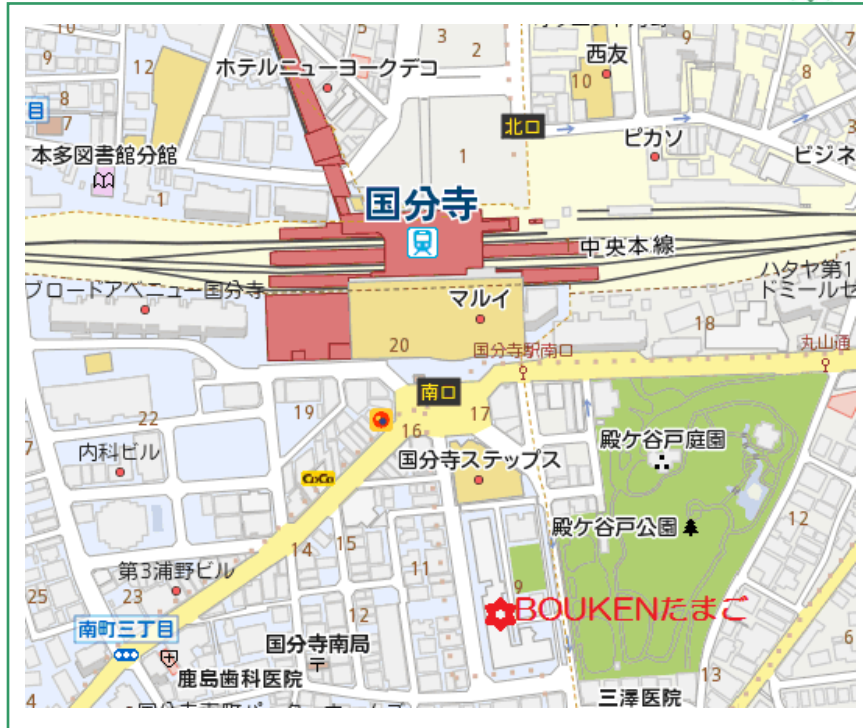 10
5
3
2
9
7
西友
8
9
12
ホテルニューヨークデコ
10
3
目
8
7
北口
ピカソ
本多図書館分館
1
ビジネ
1
国分寺
中央本線
ハタヤ第1
ドミールセ
ブロードアベニュー国分寺
マルイ
18
20
国分寺駅南口
丸山通
南口
19
17
22
16
内科ビル
国分寺ステップス
殿ケ谷戸庭園
CoCo
殿ケ谷戸公園
12
14
15
7
第3浦野ビル
11
9
25
23
BOUKENたまご
南町三丁目
12
国分寺南局
6
鹿島歯科医院
13
4
三澤医院